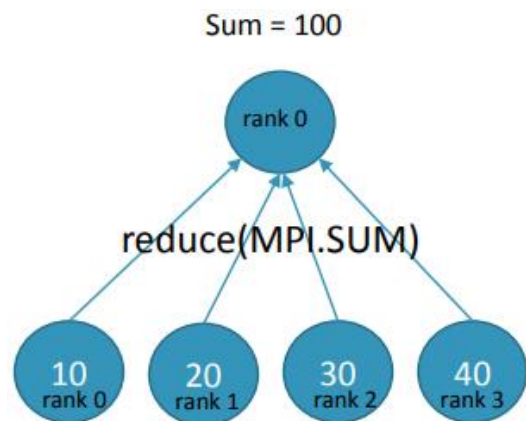 Sum = 100
rank 0
reduce(MPI.SUM)
10
rank 0
20
rank 1
30
rank 2
40
rank 3